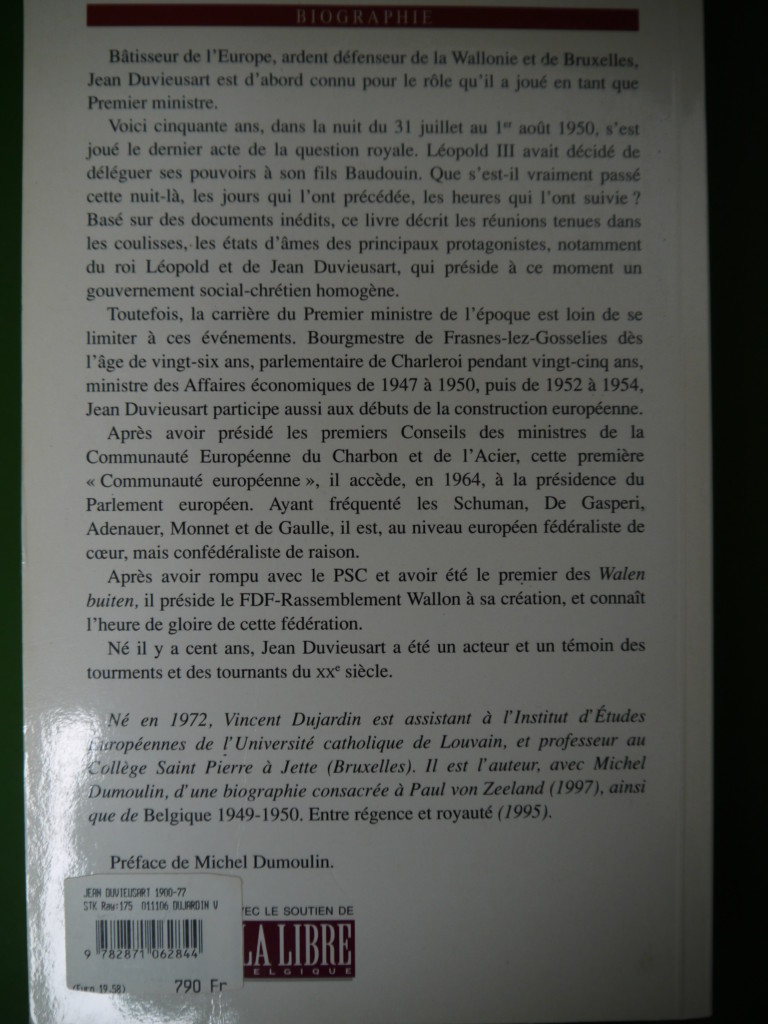 BIOGRAPHIE
Bâtisseur de l'Europe, ardent défenseur de la Wallonie et de Bruxelles,
Jean Duvieusart est d'abord connu pour le rôle qu'il a joué en tant que
Premier ministre.
Voici cinquante ans, dans la nuit du 31 juillet au 1er août 1950, s'est
joué le dernier acte de la question royale. Léopold III avait décidé de
déléguer ses pouvoirs à son fils Baudouin. Que s'est-il vraiment passé
cette nuit-là, les jours qui l'ont précédée, les heures qui l'ont suivie ?
Basé sur des documents inédits, ce livre décrit les réunions tenues dans
les coulisses, les états d'âmes des principaux protagonistes, notamment
du roi Léopold et de Jean Duvieusart, qui préside à ce moment un
gouvernement social-chrétien homogène.
Toutefois, la carrière du Premier ministre de l'époque est loin de se
limiter à ces événements. Bourgmestre de Frasnes-lez-Gosselies dès
l'âge de vingt-six ans, parlementaire de Charleroi pendant vingt-cinq ans,
ministre des Affaires économiques de 1947 à 1950, puis de 1952 à 1954,
Jean Duvieusart participe aussi aux débuts de la construction européenne.
Après avoir présidé les premiers Conseils des ministres de la
Communauté Européenne du Charbon et de l'Acier, cette première
« Communauté européenne », il accède, en 1964, à la présidence du
Parlement européen. Ayant fréquenté les Schuman, De Gasperi,
Adenauer, Monnet et de Gaulle, il est, au niveau européen fédéraliste de
cœur, mais confédéraliste de raison.
Après avoir rompu avec le PSC et avoir été le premier des Walen
buiten, il préside le FDF-Rassemblement Wallon à sa création, et connaît
l'heure de gloire de cette fédération.
Né il y a cent ans, Jean Duvieusart a été un acteur et un témoin des
tourments et des tournants du XXe siècle.
Né en 1972, Vincent Dujardin est assistant à l'Institut d'Études
européennes de l'Université catholique de Louvain, et professeur au
Collège Saint Pierre à Jette (Bruxelles). Il est l'auteur, avec Michel
Dumoulin, d'une biographie consacrée à Paul von Zeeland (1997), ainsi
que de Belgique 1949-1950. Entre régence et royauté (1995).
Préface de Michel Dumoulin.
JEAN DUVIEUSART 1900-77
STK Ray:175 011106 DUJARDIN V
9 782871 062844
(Euro 19.58) 790 Fr
EC LE SOUTIEN DE
LA LIBRE
BELGIQUE